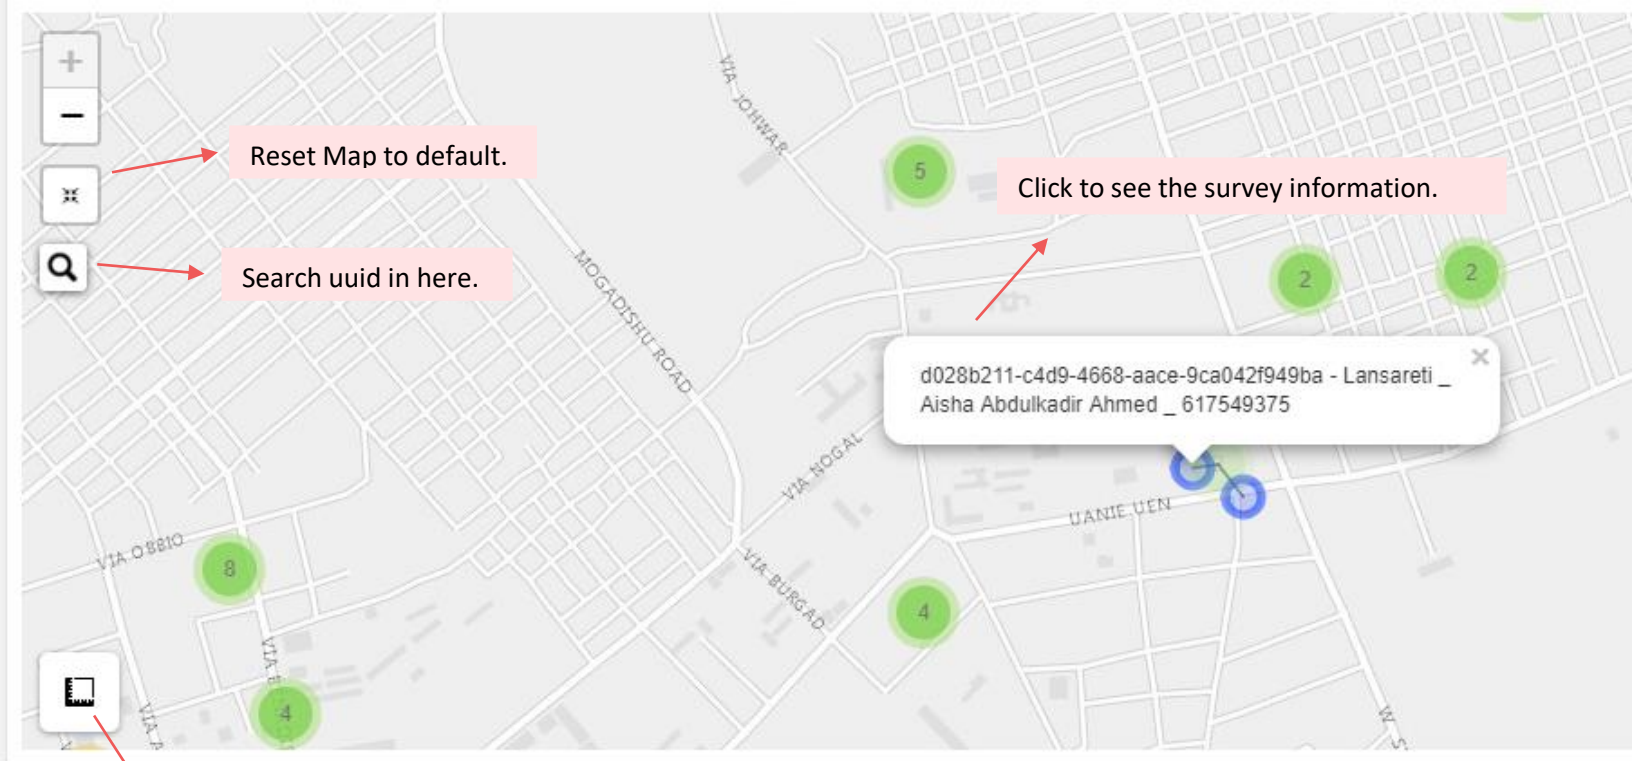 +
VIA JOHWAR
−
Reset Map to default.
5
Click to see the survey information.
Search uuid in here.
MOGADISHU ROAD
2
2
d028b211-c4d9-4668-aace-9ca042f949ba - Lansareti _
Aisha Abdulkadir Ahmed _ 617549375
×
VIA NOGAL
UANIE UEN
VIA OBBIO
8
VIA BURGAD
4
4
VIA
VIA A
W. S